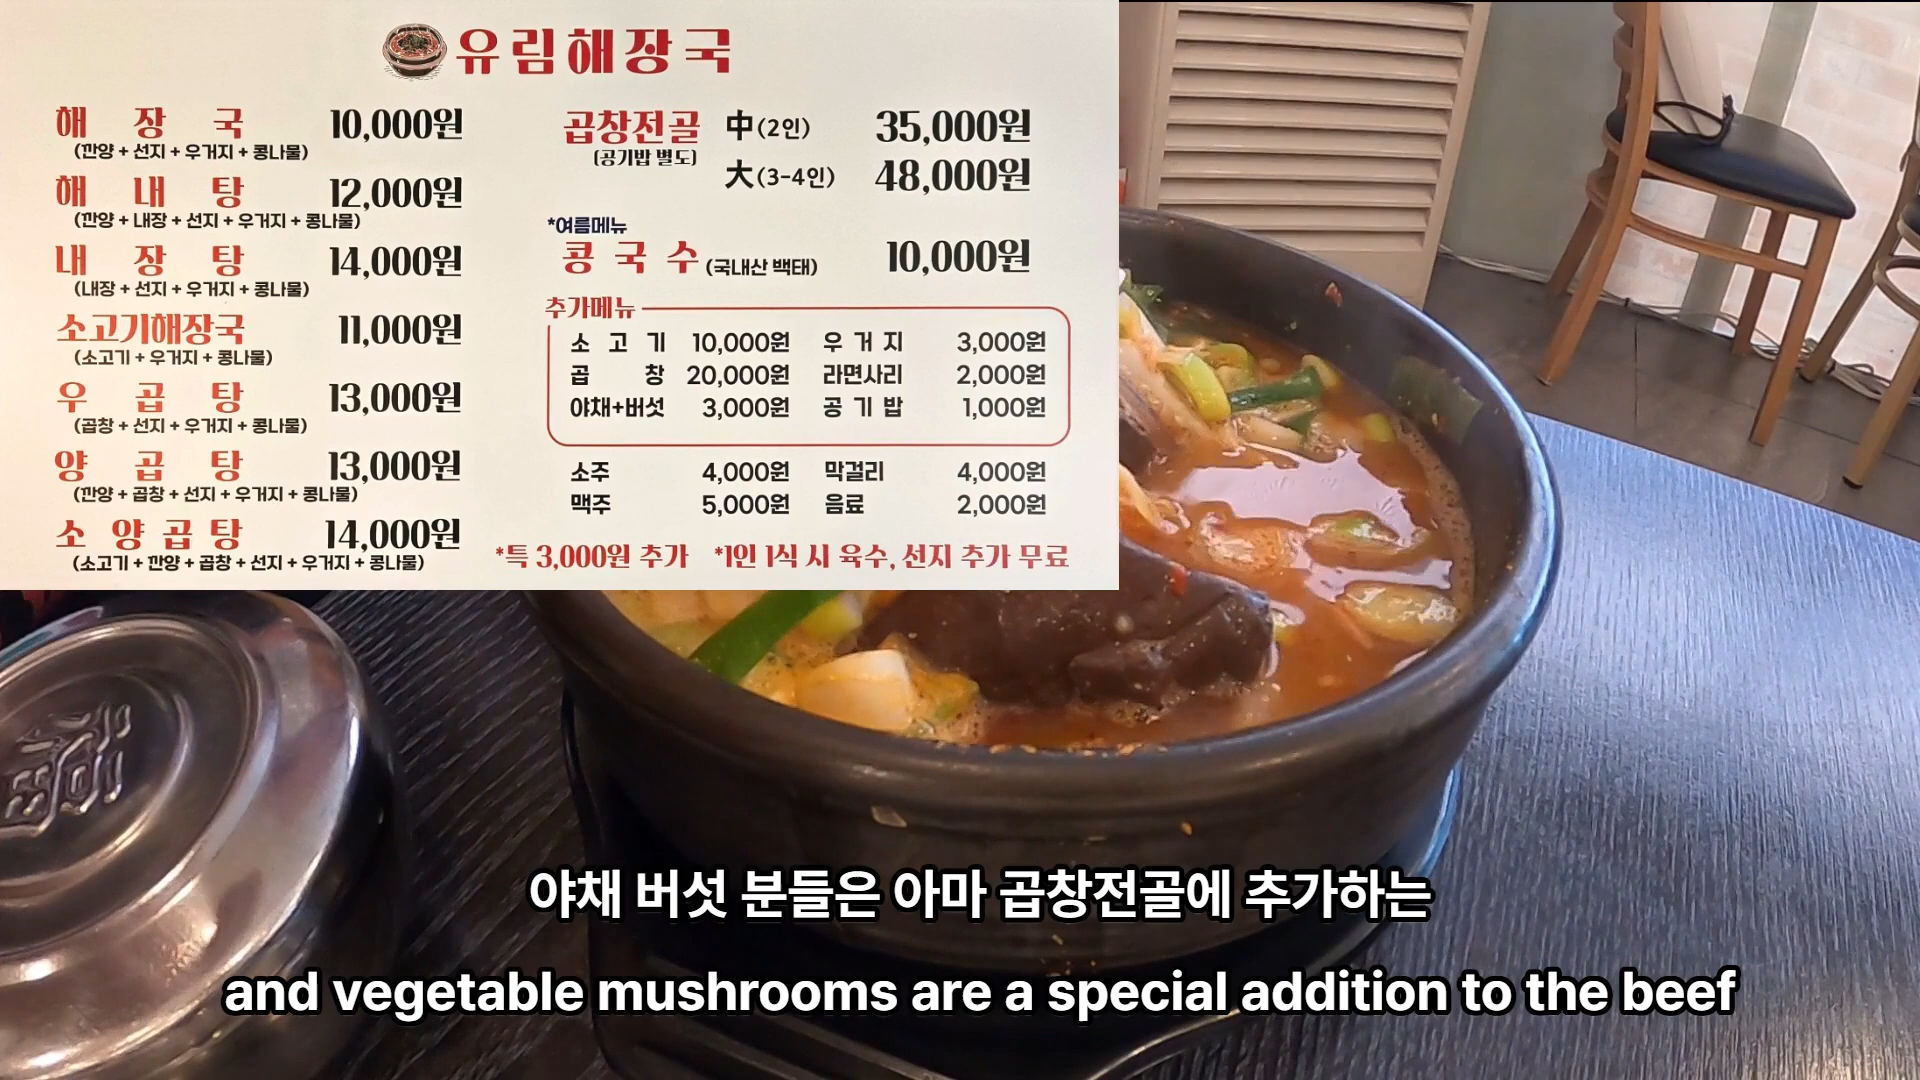 유림해장국
해장국 10,000원
(깐양 + 선지 + 우거지 + 콩나물)
해내탕 12,000원
(깐양 + 내장 + 선지 + 우거지 + 콩나물)
내장탕 14,000원
(내장 + 선지 + 우거지 + 콩나물)
소고기해장국 11,000원
(소고기 + 우거지 + 콩나물)
우곱탕 13,000원
(곱창 + 선지 + 우거지 + 콩나물)
양곱탕 13,000원
(깐양 + 곱창 + 선지 + 우거지 + 콩나물)
소양곱탕 14,000원
(소고기 + 깐양 + 곱창 + 선지 + 우거지 + 콩나물)
곱창전골 中(2인) 35,000원
(공기밥 별도)
大(3-4인) 48,000원
*여름메뉴
콩국수 (국내산 백태) 10,000원
추가메뉴
소고기 10,000원 우거지 3,000원
곱창 20,000원 라면사리 2,000원
야채+버섯 3,000원 공기밥 1,000원
소주 4,000원 막걸리 4,000원
맥주 5,000원 음료 2,000원
*특 3,000원 추가 *1인 1식 시 육수, 선지 추가 무료
야채 버섯 분들은 아마 곱창전골에 추가하는
and vegetable mushrooms are a special addition to the beef